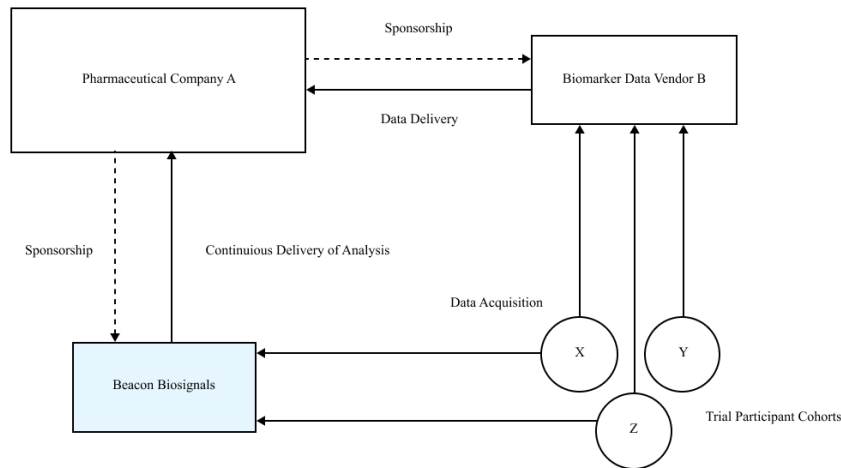 Sponsorship
Pharmaceutical Company A
Biomarker Data Vendor B
Data Delivery
Sponsorship
Continuious Delivery of Analysis
Data Acquisition
X
Y
Beacon Biosignals
Z
Trial Participant Cohorts